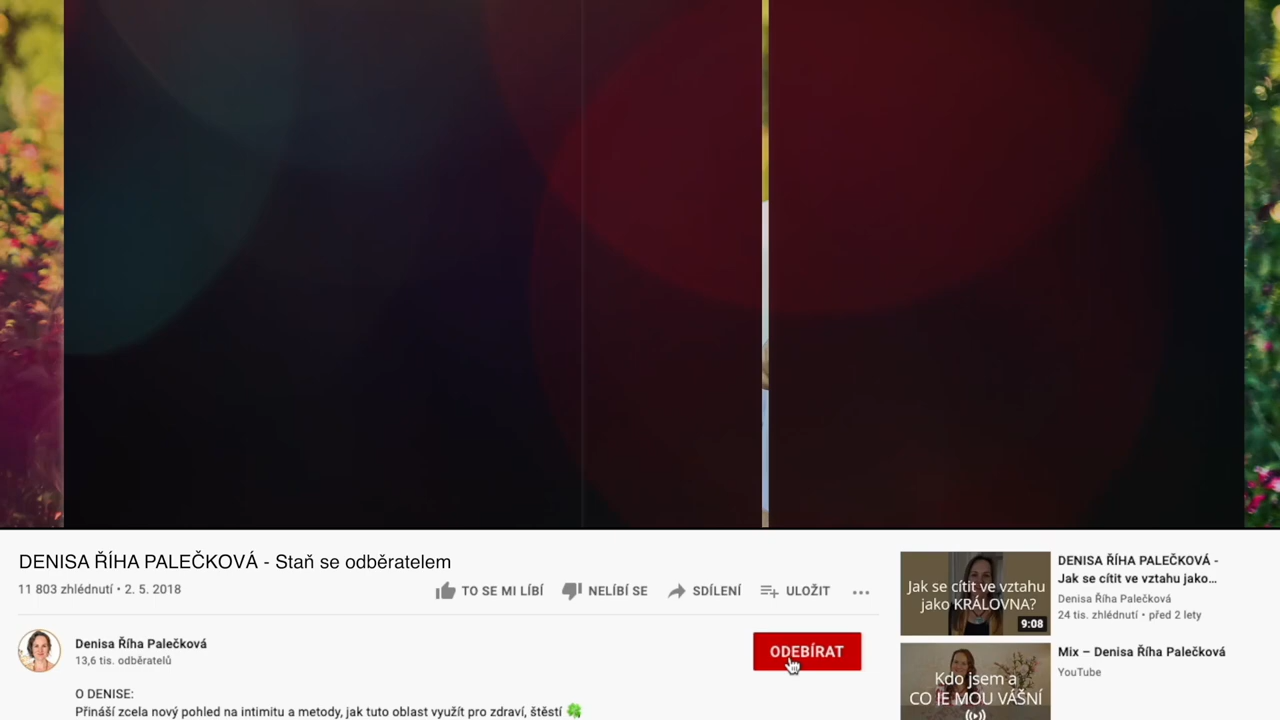 DENISA ŘÍHA PALEČKOVÁ - Staň se odběratelem
11 803 zhlédnutí • 2. 5. 2018
TO SE MI LÍBÍ
NELÍBÍ SE
SDÍLENÍ
ULOŽIT
Denisa Říha Palečková
13,6 tis. odběratelů
ODEBÍRAT
O DENISE:
Přináší zcela nový pohled na intimitu a metody, jak tuto oblast využít pro zdraví, štěstí 🍀
Jak se cítit ve vztahu
jako KRÁLOVNA?
9:08
DENISA ŘÍHA PALEČKOVÁ -
Jak se cítit ve vztahu jako...
Denisa Říha Palečková
24 tis. zhlédnutí • před 2 lety
Kdo jsem a
CO JE MOU VÁŠNÍ
Mix – Denisa Říha Palečková
YouTube